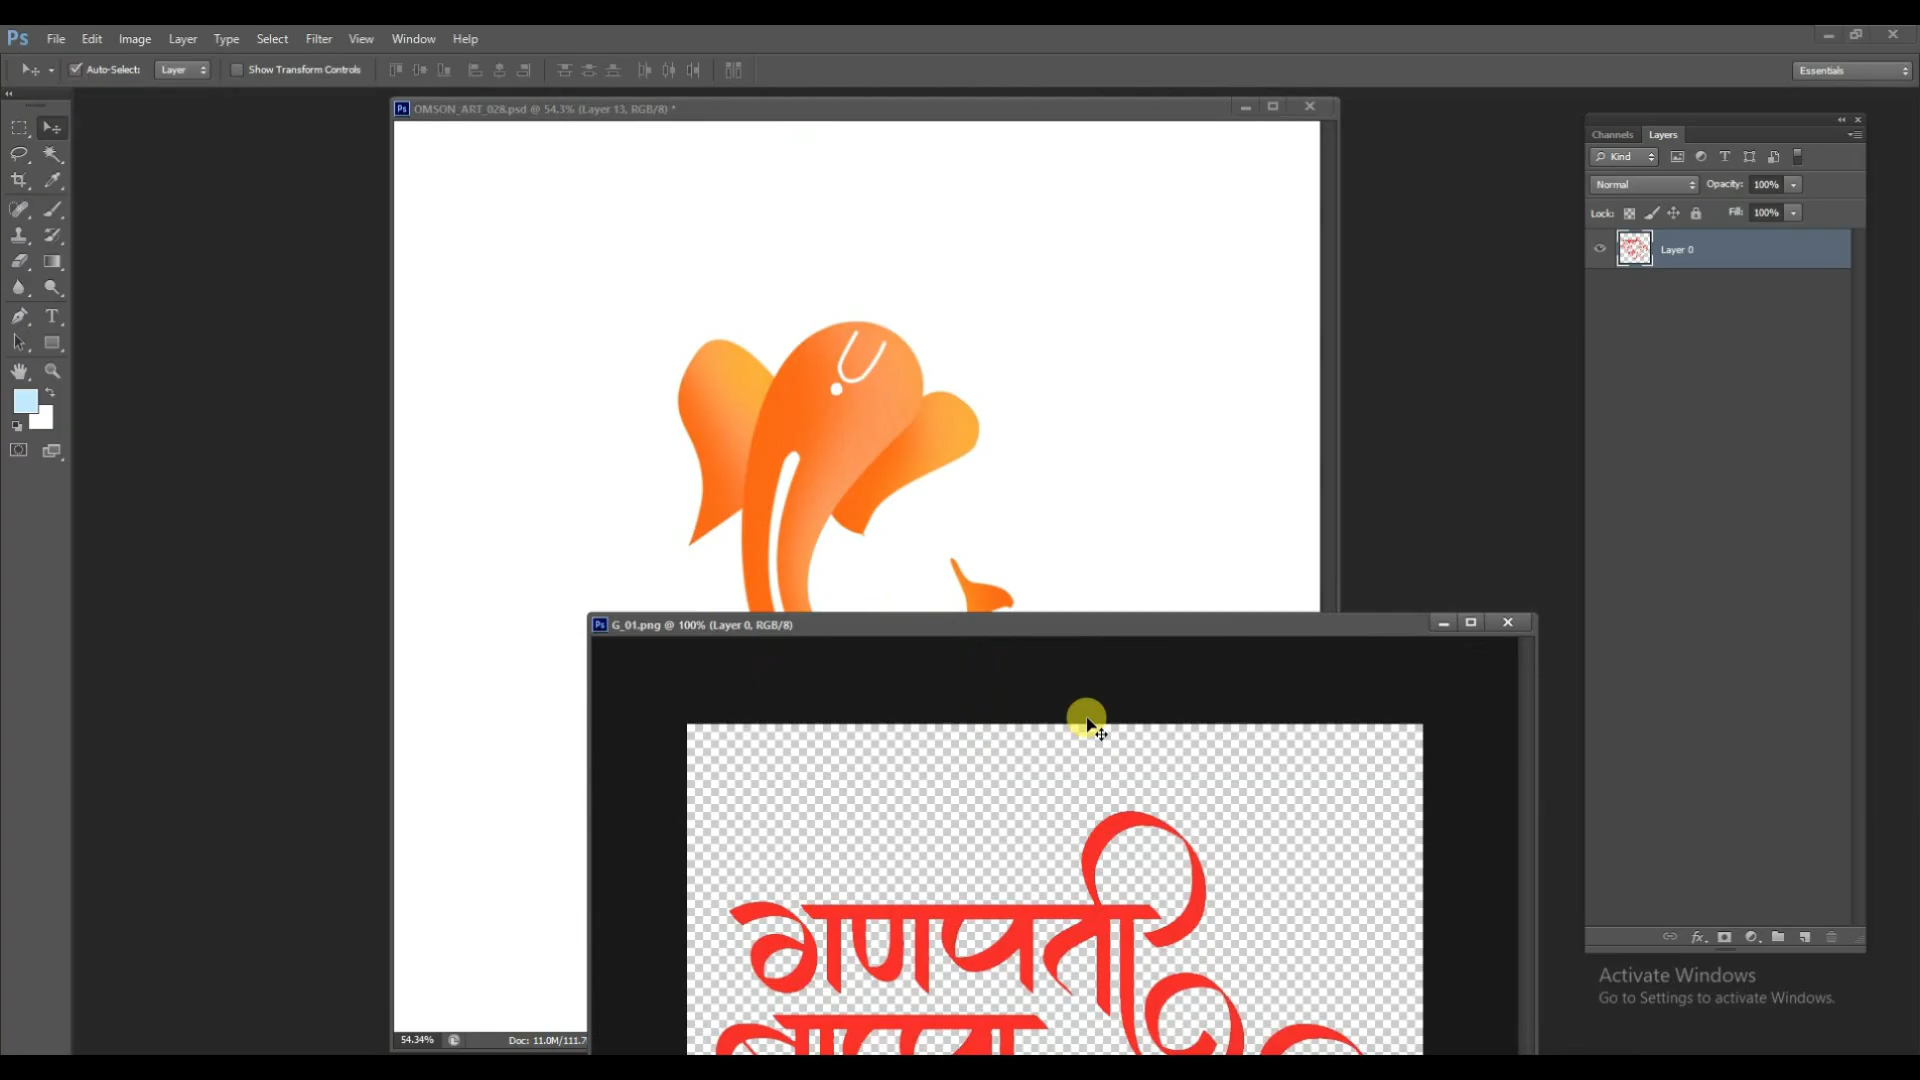 Ps File Edit Image Layer Type Select Filter View Window Help
Auto-Select: Layer Show Transform Controls Essentials
OMSON_ART_028.psd @ 54.3% (Layer 13, RGB/8) *
Channels Layers
Kind
Normal Opacity: 100%
Lock: Fill: 100%
Layer 0
G_01.png @ 100% (Layer 0, RGB/8)
गणपती
Activate Windows
Go to Settings to activate Windows.
54.34% Doc: 11.0M/111.7